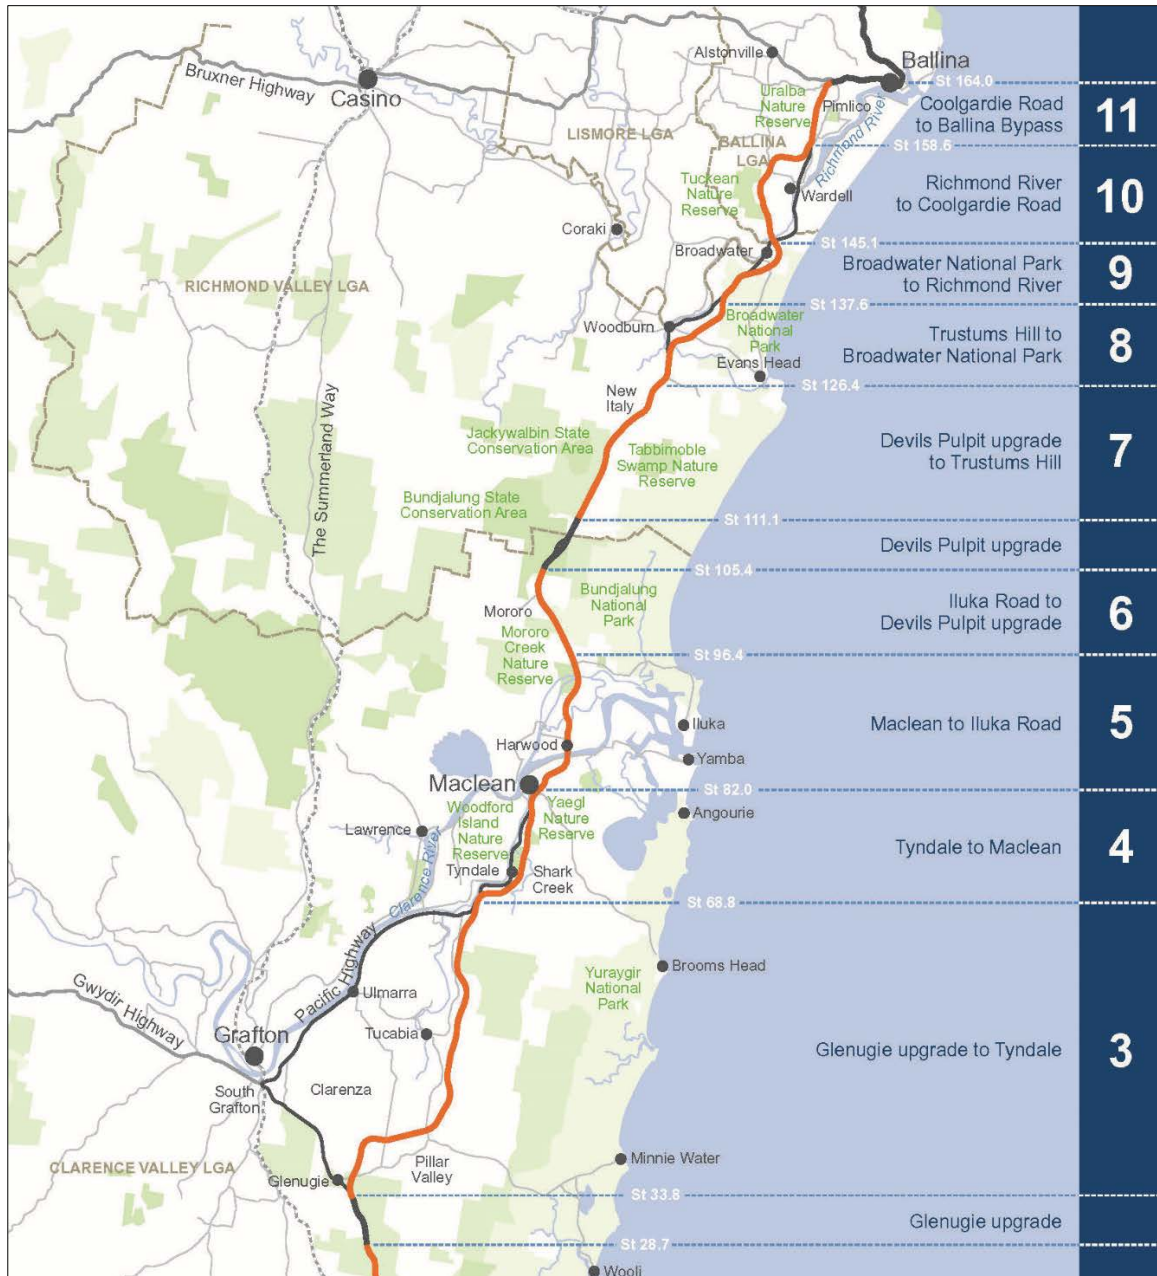 Alstonville
Ballina
St 164.0
Bruxner Highway
Casino
Uralba
Nature
Reserve
Pimlico
Coolgardie Road
to Ballina Bypass
11
LISMORE LGA
BALLINA
LGA
Richmond River
St 158.6
Tuckean
Nature
Reserve
Wardell
Richmond River
to Coolgardie Road
10
Coraki
Broadwater
St 145.1
Broadwater National Park
to Richmond River
9
RICHMOND VALLEY LGA
St 137.6
Woodburn
Broadwater
National
Park
Trustums Hill to
Broadwater National Park
8
Evans Head
St 126.4
New
Italy
The Summerland Way
Jackywalbin State
Conservation Area
Tabbimoble
Swamp Nature
Reserve
Devils Pulpit upgrade
to Trustums Hill
7
Bundjalung State
Conservation Area
St 111.1
Devils Pulpit upgrade
St 105.4
Bundjalung
National
Park
Mororo
Iluka Road to
Devils Pulpit upgrade
6
Mororo
Creek
Nature
Reserve
St 96.4
Iluka
Maclean to Iluka Road
5
Harwood
Yamba
Maclean
St 82.0
Woodford
Island
Nature
Reserve
Yaegl
Nature
Reserve
Angourie
Lawrence
Clarence River
Tyndale to Maclean
4
Tyndale
Shark
Creek
St 68.8
Pacific Highway
Brooms Head
Yuraygir
National
Park
Gwydir Highway
Ulmarra
Grafton
Tucabia
Glenugie upgrade to Tyndale
3
South
Grafton
Clarenza
CLARENCE VALLEY LGA
Pillar
Valley
Minnie Water
Glenugie
St 33.8
Glenugie upgrade
St 28.7
Wooli